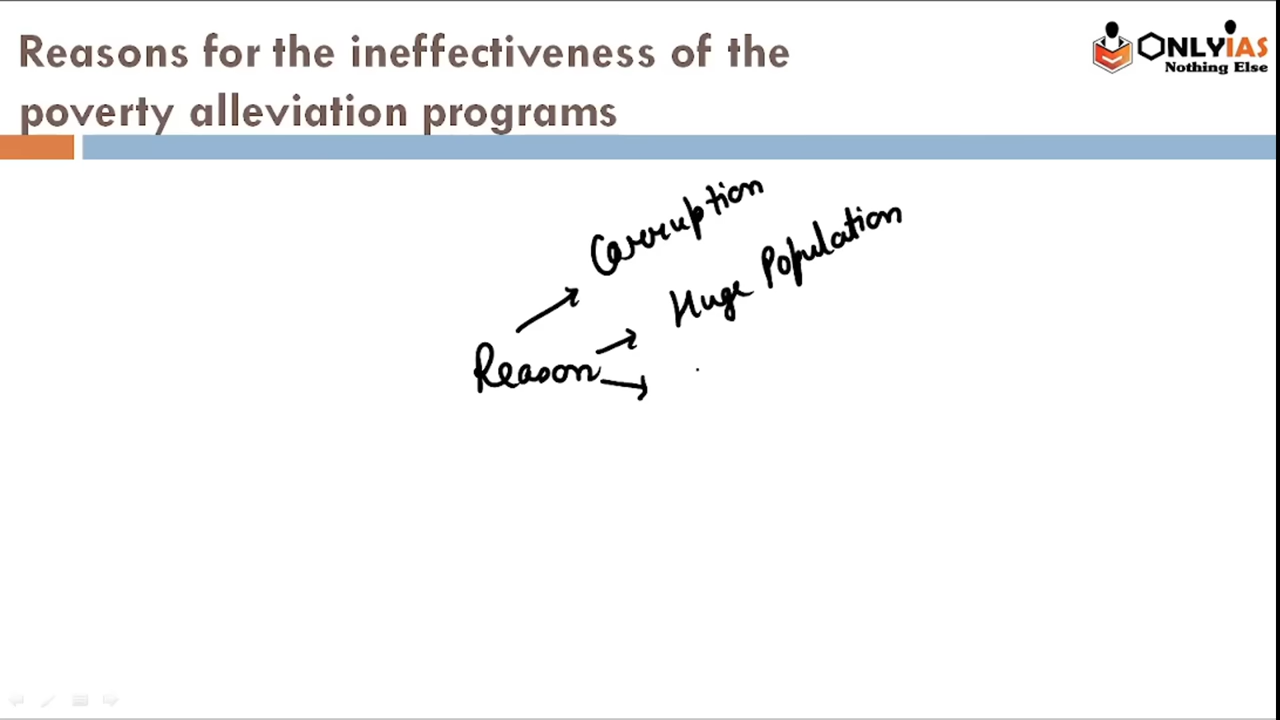 Reasons for the ineffectiveness of the
poverty alleviation programs
ONLYIAS
Nothing Else
Corruption
Huge Population
Reason